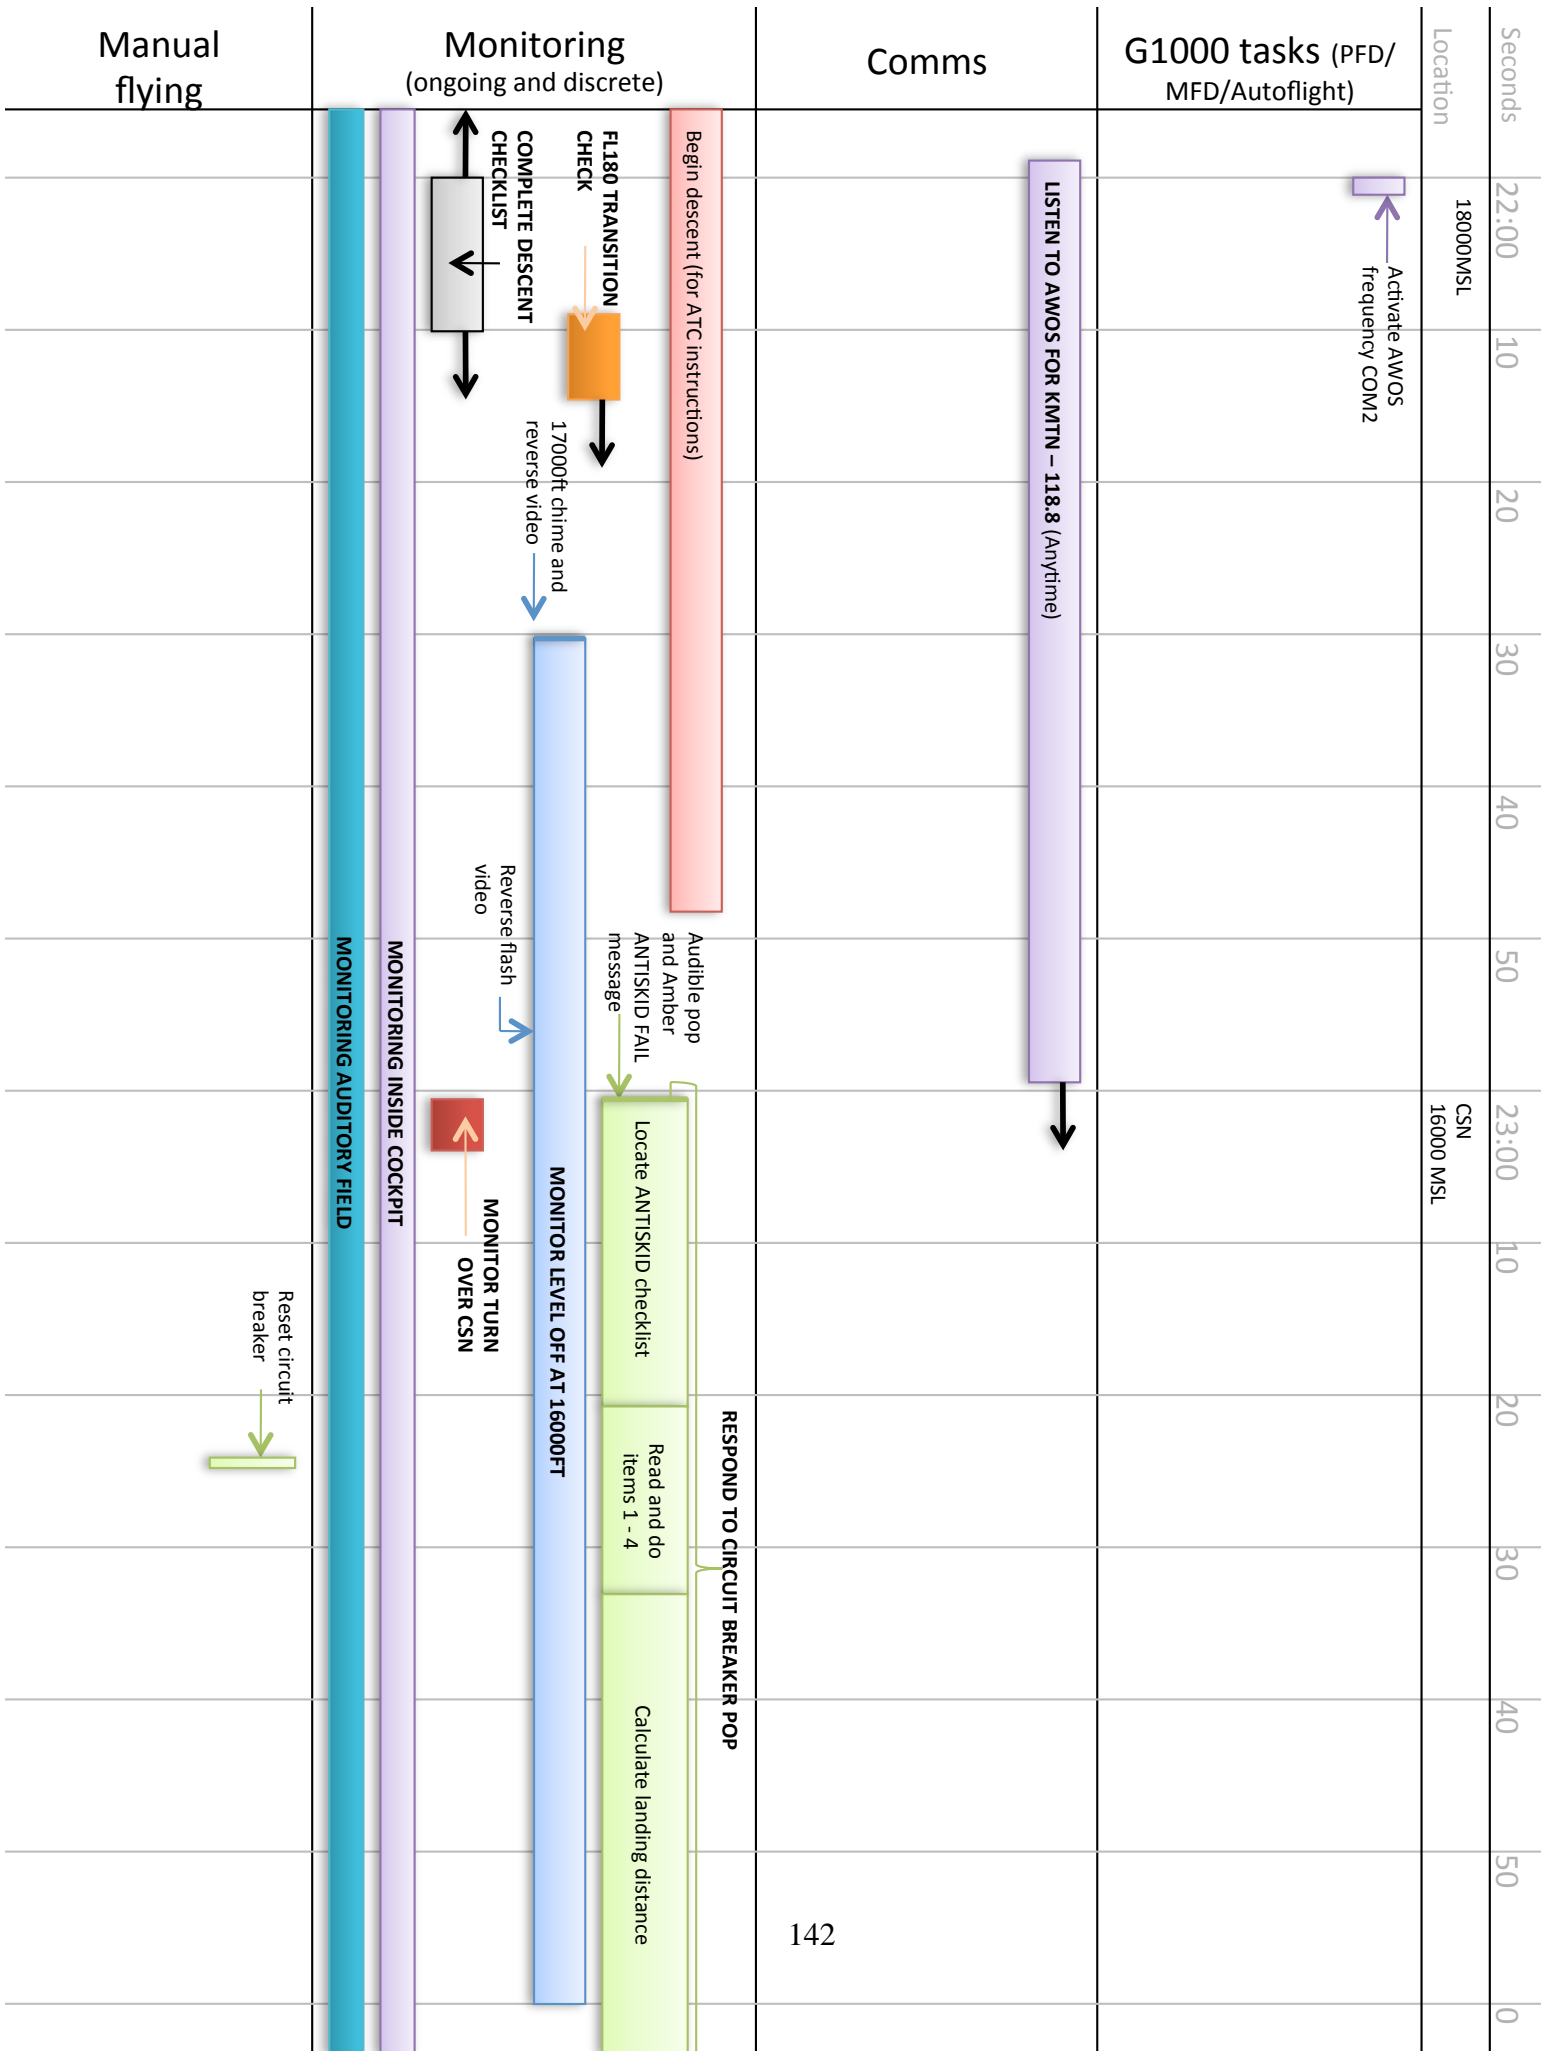 Seconds
22:00
10
20
30
40
50
23:00
10
20
30
40
50
0
Location
18000MSL
CSN
16000 MSL
G1000 tasks (PFD/
MFD/Autoflight)
Activate AWOS
frequency COM2
Comms
LISTEN TO AWOS FOR KMTN – 118.8 (Anytime)
Monitoring
(ongoing and discrete)
Begin descent (for ATC instructions)
FL180 TRANSITION
CHECK
COMPLETE DESCENT
CHECKLIST
17000ft chime and
reverse video
Reverse flash
video
Audible pop
and Amber
ANTISKID FAIL
message
RESPOND TO CIRCUIT BREAKER POP
Locate ANTISKID checklist
Read and do
items 1 - 4
Calculate landing distance
MONITOR LEVEL OFF AT 16000FT
MONITOR TURN
OVER CSN
MONITORING INSIDE COCKPIT
MONITORING AUDITORY FIELD
Manual
flying
Reset circuit
breaker
142